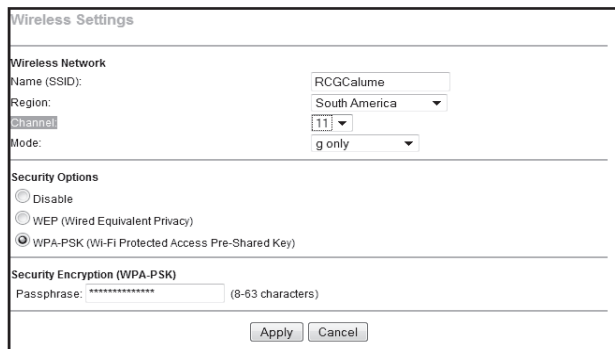 Wireless Settings
Wireless Network
Name (SSID): RCGCalume
Region: South America
Channel: 11
Mode: g only
Security Options
Disable
WEP (Wired Equivalent Privacy)
WPA-PSK (Wi-Fi Protected Access Pre-Shared Key)
Security Encryption (WPA-PSK)
Passphrase: ************** (8-63 characters)
Apply Cancel